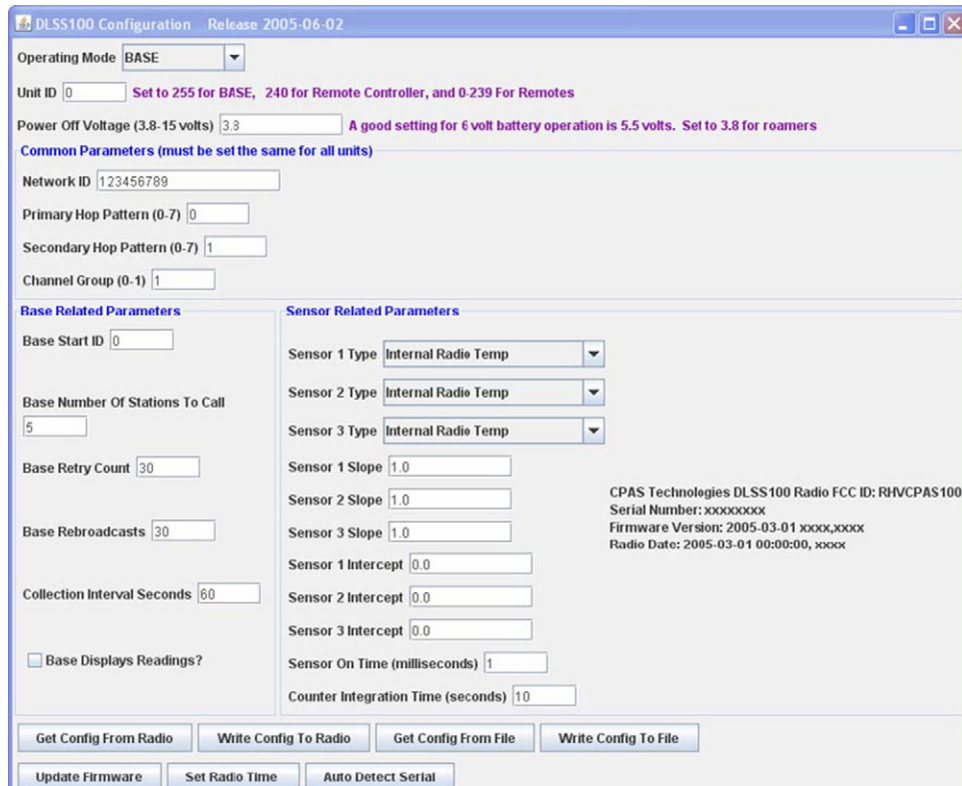 DLSS100 Configuration Release 2005-06-02
Operating Mode BASE
Unit ID 0 Set to 255 for BASE, 240 for Remote Controller, and 0-239 For Remotes
Power Off Voltage (3.8-15 volts) 3.8 A good setting for 6 volt battery operation is 5.5 volts. Set to 3.8 for roamers
Common Parameters (must be set the same for all units)
Network ID 123456789
Primary Hop Pattern (0-7) 0
Secondary Hop Pattern (0-7) 1
Channel Group (0-1) 1
Base Related Parameters
Base Start ID 0
Base Number Of Stations To Call
5
Base Retry Count 30
Base Rebroadcasts 30
Collection Interval Seconds 60
Base Displays Readings?
Sensor Related Parameters
Sensor 1 Type Internal Radio Temp
Sensor 2 Type Internal Radio Temp
Sensor 3 Type Internal Radio Temp
Sensor 1 Slope 1.0
Sensor 2 Slope 1.0
Sensor 3 Slope 1.0
Sensor 1 Intercept 0.0
Sensor 2 Intercept 0.0
Sensor 3 Intercept 0.0
Sensor On Time (milliseconds) 1
Counter Integration Time (seconds) 10
CPAS Technologies DLSS100 Radio FCC ID: RHVCPAS100
Serial Number: xxxxxxxx
Firmware Version: 2005-03-01 xxxx,xxxx
Radio Date: 2005-03-01 00:00:00, xxxx
Get Config From Radio Write Config To Radio Get Config From File Write Config To File
Update Firmware Set Radio Time Auto Detect Serial